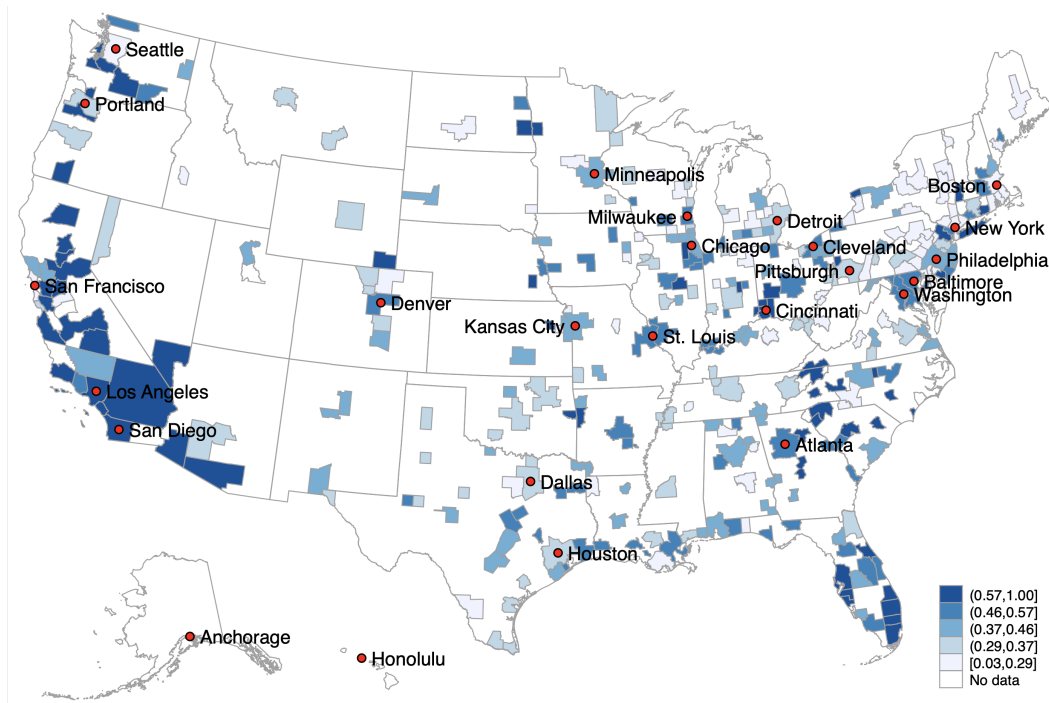 Seattle
Portland
Minneapolis
Boston
Milwaukee
Detroit
New York
Chicago
Cleveland
Philadelphia
Pittsburgh
Baltimore
San Francisco
Washington
Denver
Cincinnati
Kansas City
St. Louis
Los Angeles
San Diego
Atlanta
Dallas
Houston
Anchorage
Honolulu
(0.57,1.00]
(0.46,0.57]
(0.37,0.46]
(0.29,0.37]
[0.03,0.29]
No data